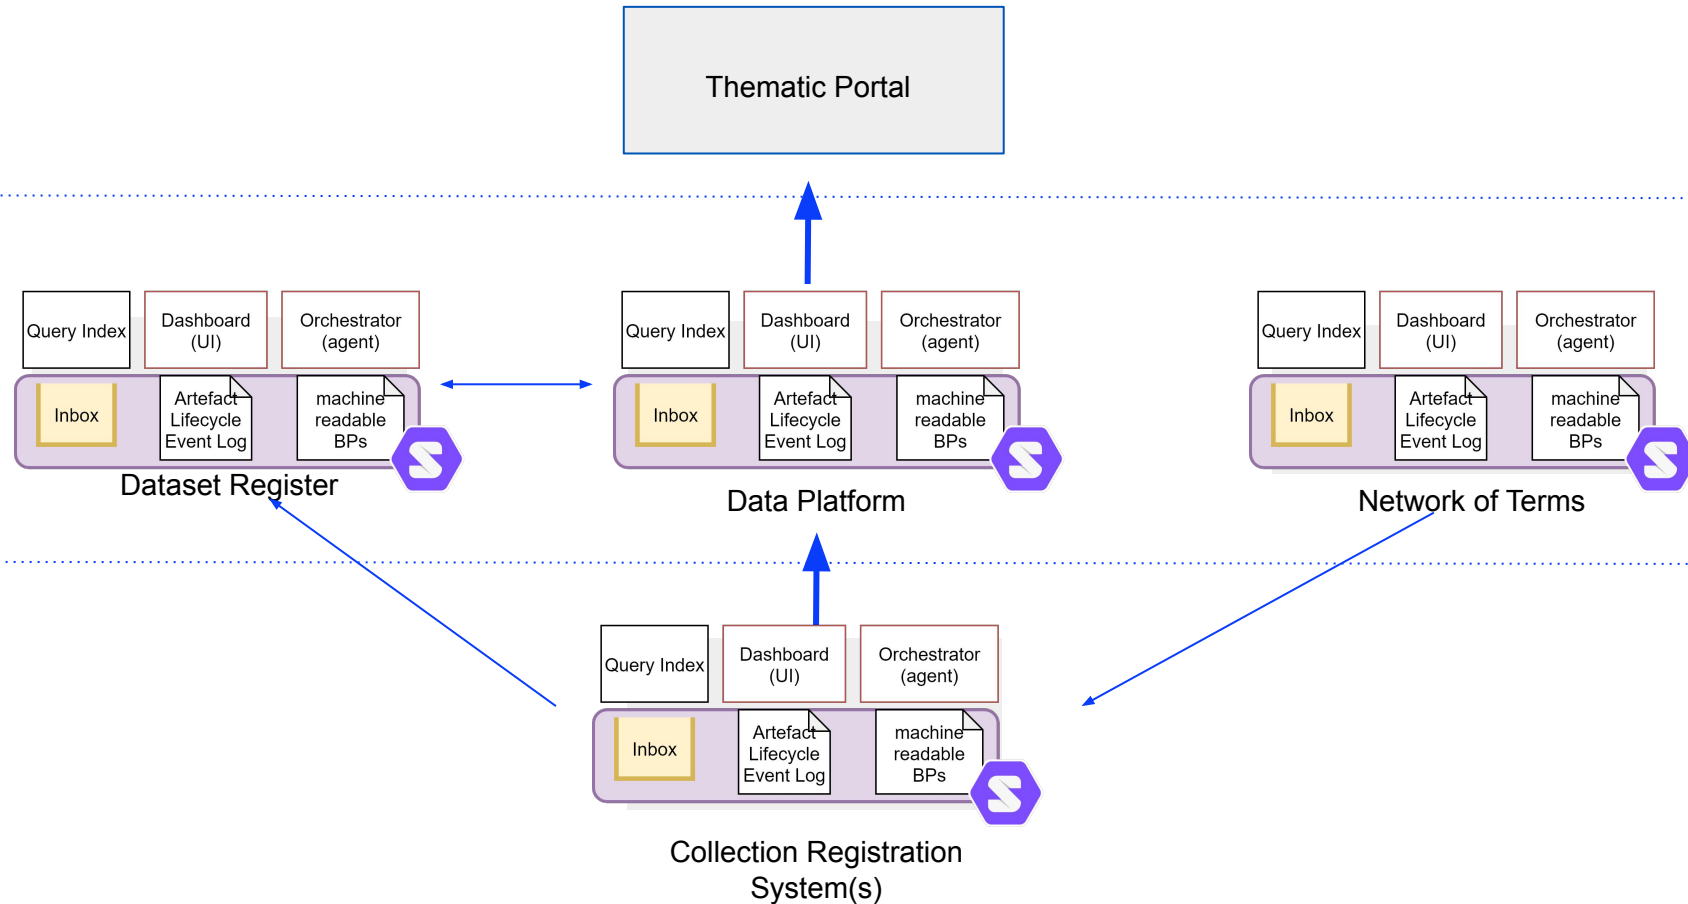 Thematic Portal
Query Index
Dashboard
(UI)
Orchestrator
(agent)
Inbox
Artefact
Lifecycle
Event Log
machine
readable
BPs
Dataset Register
Query Index
Dashboard
(UI)
Orchestrator
(agent)
Inbox
Artefact
Lifecycle
Event Log
machine
readable
BPs
Data Platform
Query Index
Dashboard
(UI)
Orchestrator
(agent)
Inbox
Artefact
Lifecycle
Event Log
machine
readable
BPs
Network of Terms
Query Index
Dashboard
(UI)
Orchestrator
(agent)
Inbox
Artefact
Lifecycle
Event Log
machine
readable
BPs
Collection Registration
System(s)